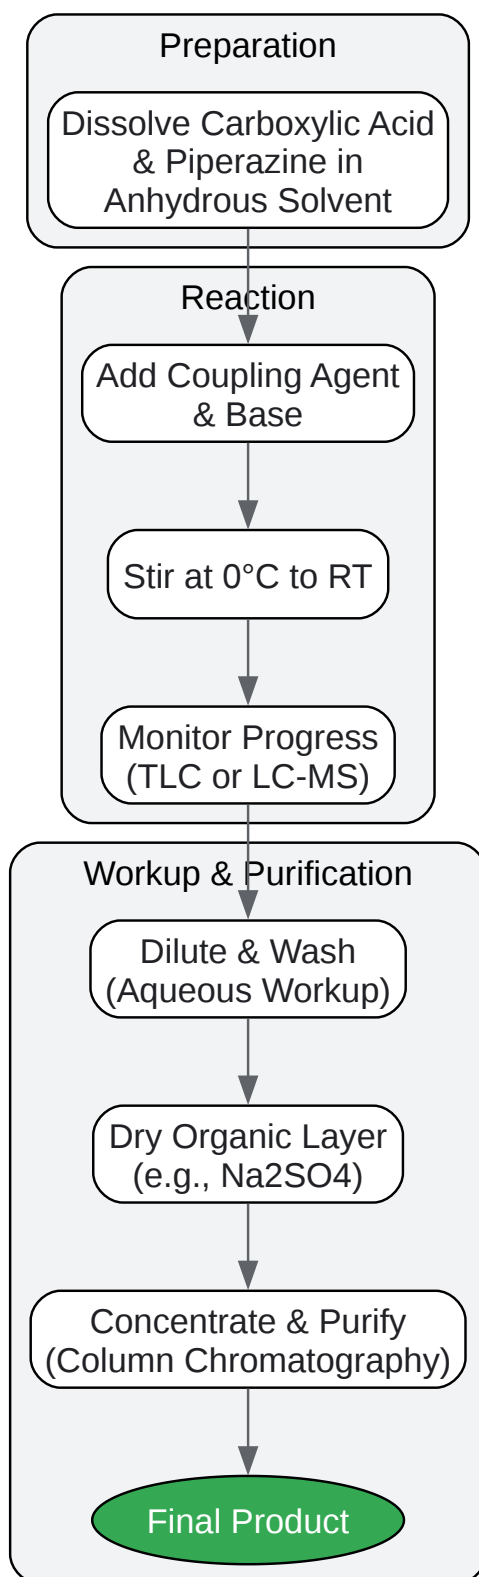 Preparation
Dissolve Carboxylic Acid
& Piperazine in
Anhydrous Solvent
Reaction
Add Coupling Agent
& Base
Stir at 0°C to RT
Monitor Progress
(TLC or LC-MS)
Workup & Purification
Dilute & Wash
(Aqueous Workup)
Dry Organic Layer
(e.g., Na2SO4)
Concentrate & Purify
(Column Chromatography)
Final Product